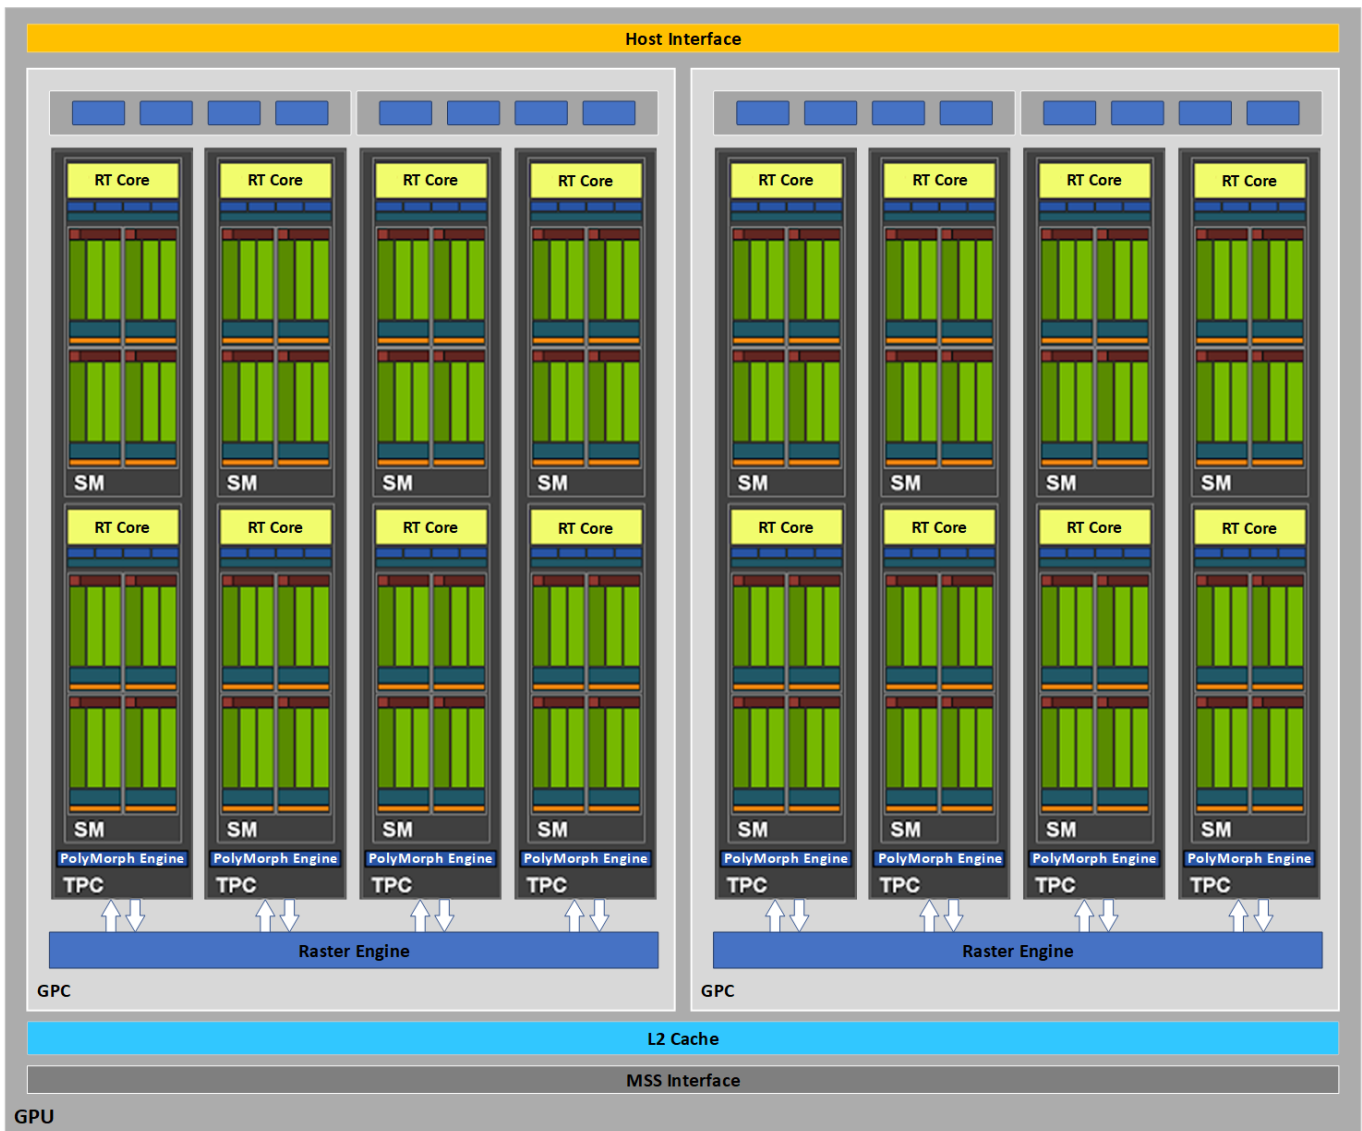 Host Interface
RT Core RT Core RT Core RT Core RT Core RT Core RT Core RT Core
SM SM SM SM SM SM SM SM
RT Core RT Core RT Core RT Core RT Core RT Core RT Core RT Core
SM SM SM SM SM SM SM SM
PolyMorph Engine PolyMorph Engine PolyMorph Engine PolyMorph Engine PolyMorph Engine PolyMorph Engine PolyMorph Engine PolyMorph Engine
TPC TPC TPC TPC TPC TPC TPC TPC
Raster Engine Raster Engine
GPC GPC
L2 Cache
MSS Interface
GPU